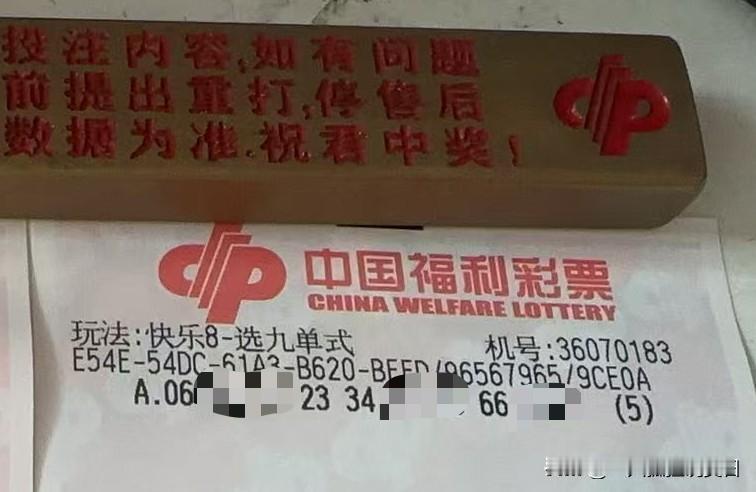 投注内容,如有问题
前提出重打,停售后
数据为准.祝君中奖!
中国福利彩票
CHINA WELFARE LOTTERY
玩法:快乐8-选九单式 机号:36070183
E54E-54DC-61A3-B620-BEED/96567965/9CE0A
A.06 23 34 66 (5)